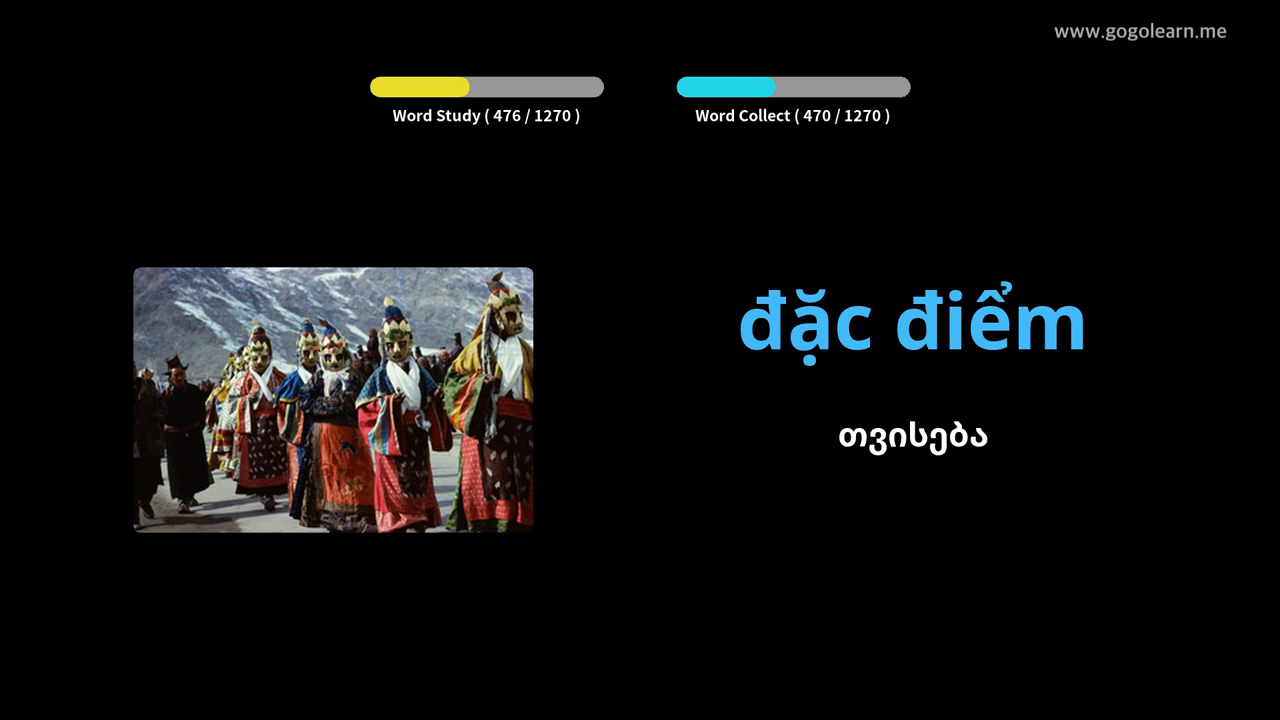 www.gogolearn.me
Word Study ( 476 / 1270 )
Word Collect ( 470 / 1270 )
đặc điểm
თვისება